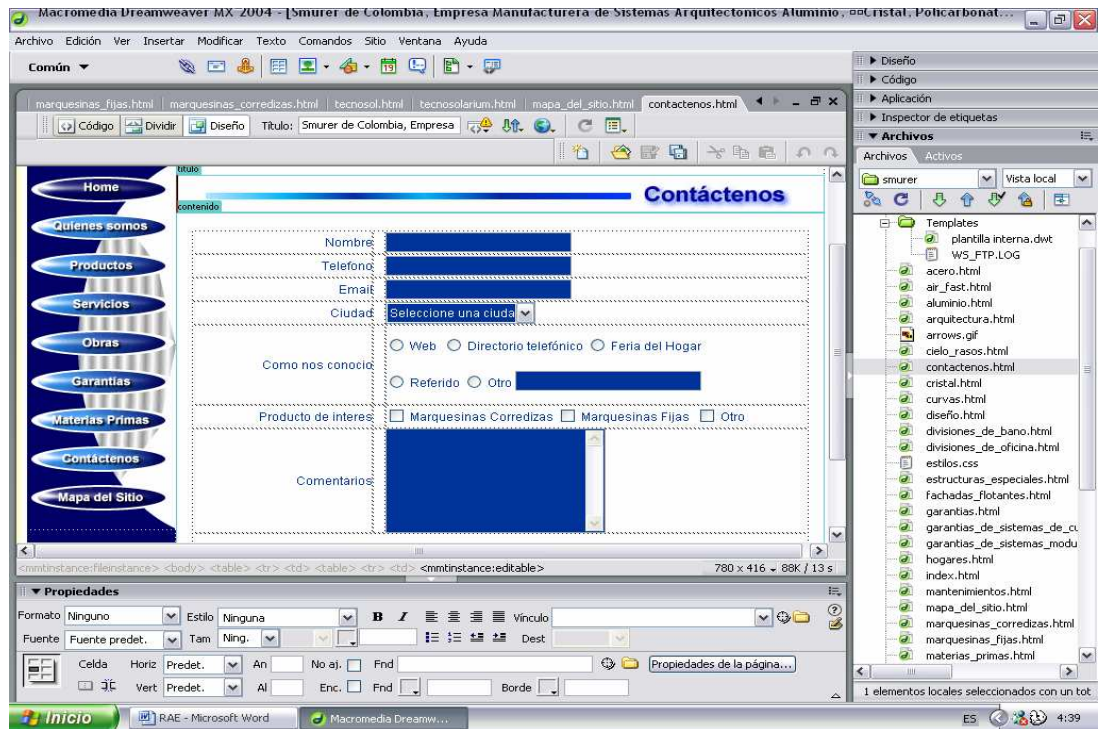 Macromedia Dreamweaver MX 2004 - [Smurer de Colombia, Empresa Manufacturera de Sistemas Arquitectonicos Aluminio, ▫▫Cristal, Policarbonat...
Archivo Edición Ver Insertar Modificar Texto Comandos Sitio Ventana Ayuda
Común
marquesinas_fijas.html marquesinas_corredizas.html tecnosol.html tecnosolarium.html mapa_del_sitio.html contactenos.html
Código Dividir Diseño Título: Smurer de Colombia, Empresa
titulo
Contáctenos
contenido
Home
Quienes somos
Productos
Servicios
Obras
Garantias
Materias Primas
Contáctenos
Mapa del Sitio
Nombre
Telefono
Email
Ciudad Seleccione una ciuda
Como nos conocio
Web Directorio telefónico Feria del Hogar
Referido Otro
Producto de interes Marquesinas Corredizas Marquesinas Fijas Otro
Comentarios
<mmtinstance:fileinstance> <body> <table> <tr> <td> <table> <tr> <td> <mmtinstance:editable> 780 x 416 88K / 13 s
Propiedades
Formato Ninguno Estilo Ninguna B I Vínculo
Fuente Fuente predet. Tam Ning. Dest
Celda Horiz Predet. An No aj. Fnd Propiedades de la página...
Vert Predet. Al Enc. Fnd Borde
Diseño
Código
Aplicación
Inspector de etiquetas
Archivos
Archivos Activos
smurer Vista local
Templates
plantilla interna.dwt
WS_FTP.LOG
acero.html
air_fast.html
aluminio.html
arquitectura.html
arrows.gif
cielo_rasos.html
contactenos.html
cristal.html
curvas.html
diseño.html
divisiones_de_bano.html
divisiones_de_oficina.html
estilos.css
estructuras_especiales.html
fachadas_flotantes.html
garantias.html
garantias_de_sistemas_de_cu
garantias_de_sistemas_modu
hogares.html
index.html
mantenimientos.html
mapa_del_sitio.html
marquesinas_corredizas.html
marquesinas_fijas.html
materias_primas.html
1 elementos locales seleccionados con un tot
Inicio RAE - Microsoft Word Macromedia Dreamw... ES 4:39